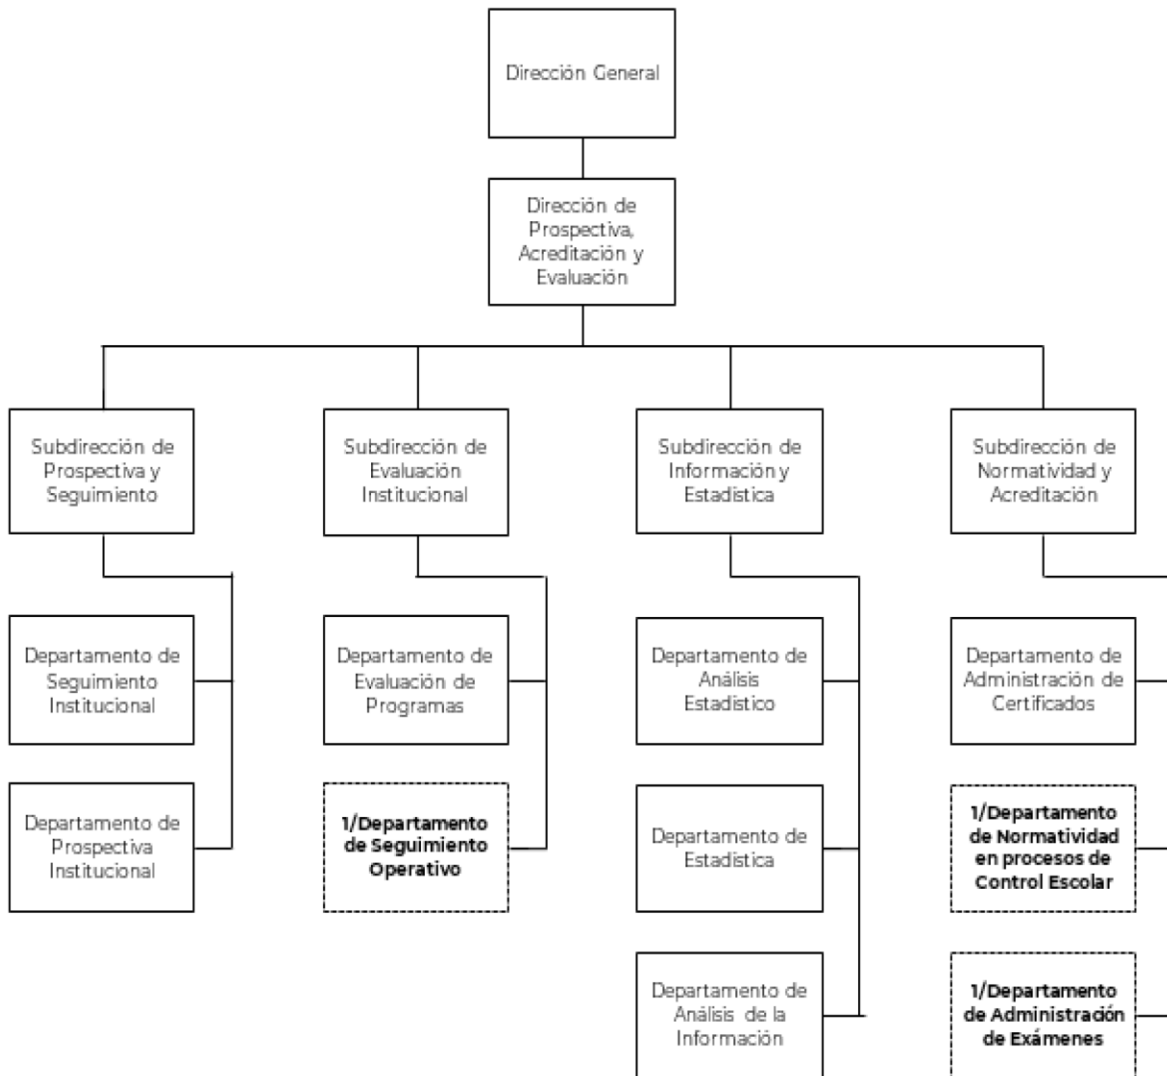 Dirección General
Dirección de
Prospectiva,
Acreditación y
Evaluación
Subdirección de
Prospectiva y
Seguimiento
Subdirección de
Evaluación
Institucional
Subdirección de
Información y
Estadística
Subdirección de
Normatividad y
Acreditación
Departamento de
Seguimiento
Institucional
Departamento de
Evaluación de
Programas
Departamento de
Análisis
Estadístico
Departamento de
Administración de
Certificados
Departamento de
Prospectiva
Institucional
1/Departamento
de Seguimiento
Operativo
Departamento de
Estadística
1/Departamento
de Normatividad
en procesos de
Control Escolar
Departamento de
Análisis de la
Información
1/Departamento
de Administración
de Exámenes